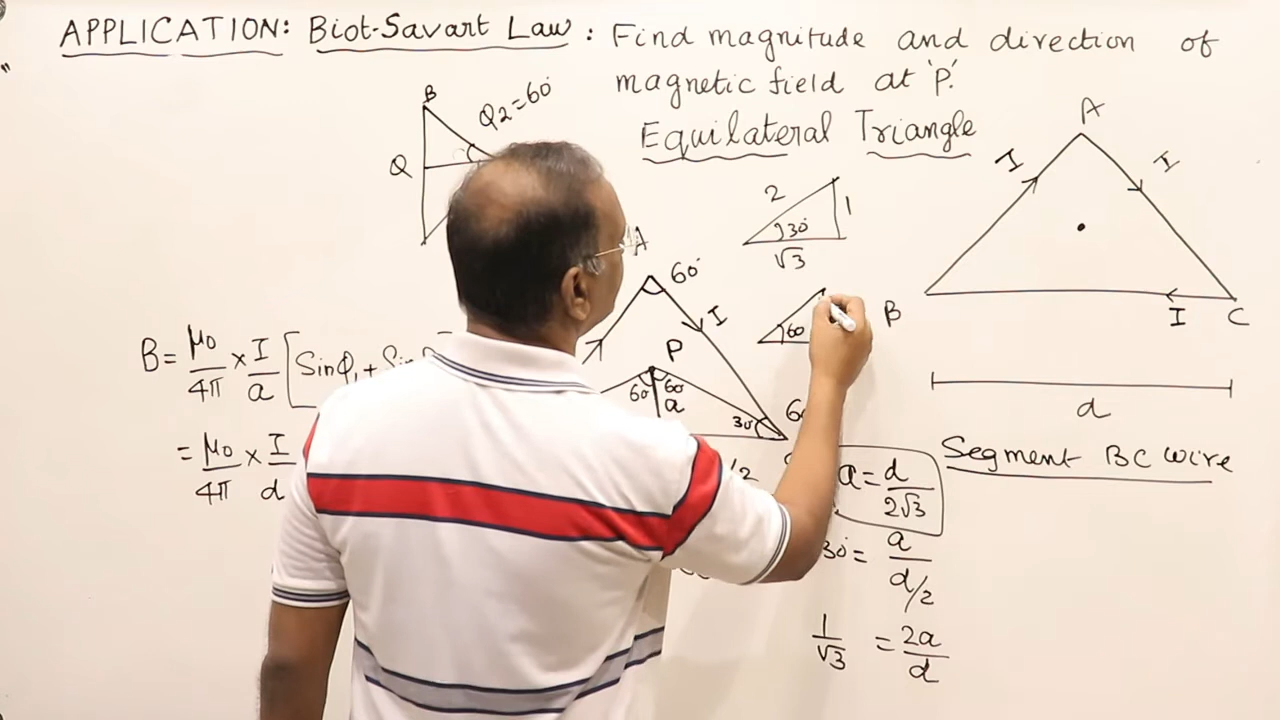 APPLICATION: Biot-Savart Law : Find magnitude and direction of
magnetic field at 'P'.
Equilateral Triangle
B
Q2=60°
Q
2
1
30°
√3
60
A
60°
I
P
60 60
a
30°
A
I
I
B
I
C
d
B = μ0/4π × I/a [Sinϕ1 +
= μ0/4π × I/d
a = d/2√3
30° = a/d/2
1/√3 = 2a/d
Segment BC wire